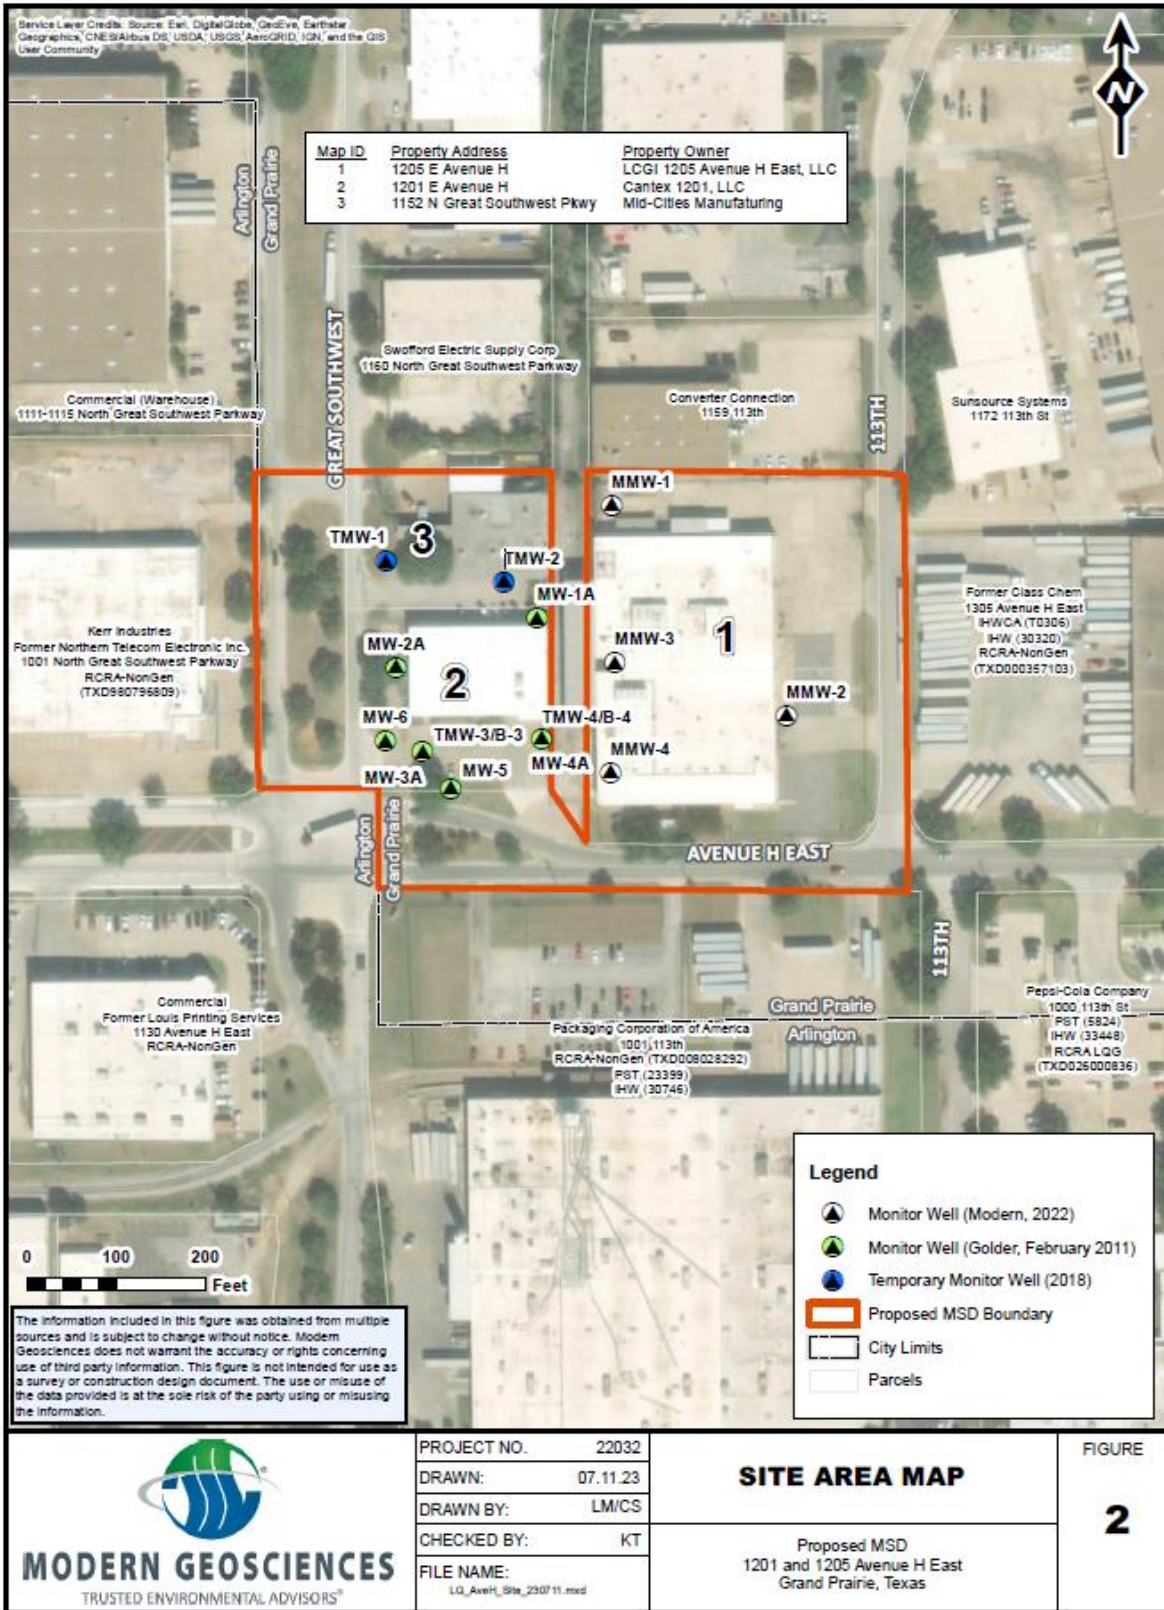 Service Layer Credits: Source: Esri, DigitalGlobe, GeoEye, Earthstar
Geographics, CNES/Airbus DS, USDA, USGS, AeroGRID, IGN, and the GIS
User Community
N
Map ID Property Address Property Owner
1 1205 E Avenue H LCGI 1205 Avenue H East, LLC
2 1201 E Avenue H Cantex 1201, LLC
3 1152 N Great Southwest Pkwy Mid-Cities Manufaturing
Arlington
Grand Prairie
GREAT SOUTHWEST
Swofford Electric Supply Corp
1160 North Great Southwest Parkway
Commercial (Warehouse)
1111-1115 North Great Southwest Parkway
Converter Connection
1159 113th
113TH
Sunsource Systems
1172 113th St
MMW-1
TMW-1
3
TMW-2
MW-1A
Kerr Industries
Former Northern Telecom Electronic Inc.
1001 North Great Southwest Parkway
RCRA-NonGen
(TXD980796809)
MW-2A
2
MMW-3
1
MMW-2
Former Class Chem
1305 Avenue H East
IHWCA (T0306)
IHW (30320)
RCRA-NonGen
(TXD000357103)
MW-6
TMW-3/B-3
TMW-4/B-4
MW-3A
MW-5
MW-4A
MMW-4
Arlington
Grand Prairie
AVENUE H EAST
113TH
Commercial
Former Louis Printing Services
1130 Avenue H East
RCRA-NonGen
Grand Prairie
Arlington
Packaging Corporation of America
1001 113th
RCRA-NonGen (TXD008028292)
PST (23399)
IHW (30746)
Pepsi-Cola Company
1000 113th St
PST (5824)
IHW (33448)
RCRA LQG
(TXD026000836)
0 100 200
Feet
Legend
Monitor Well (Modern, 2022)
Monitor Well (Golder, February 2011)
Temporary Monitor Well (2018)
Proposed MSD Boundary
City Limits
Parcels
The information included in this figure was obtained from multiple
sources and is subject to change without notice. Modern
Geosciences does not warrant the accuracy or rights concerning
use of third party information. This figure is not intended for use as
a survey or construction design document. The use or misuse of
the data provided is at the sole risk of the party using or misusing
the information.
MODERN GEOSCIENCES
TRUSTED ENVIRONMENTAL ADVISORS®
PROJECT NO. 22032
DRAWN: 07.11.23
DRAWN BY: LM/CS
CHECKED BY: KT
FILE NAME:
LG_AveH_Site_230711.mxd
SITE AREA MAP
Proposed MSD
1201 and 1205 Avenue H East
Grand Prairie, Texas
FIGURE
2